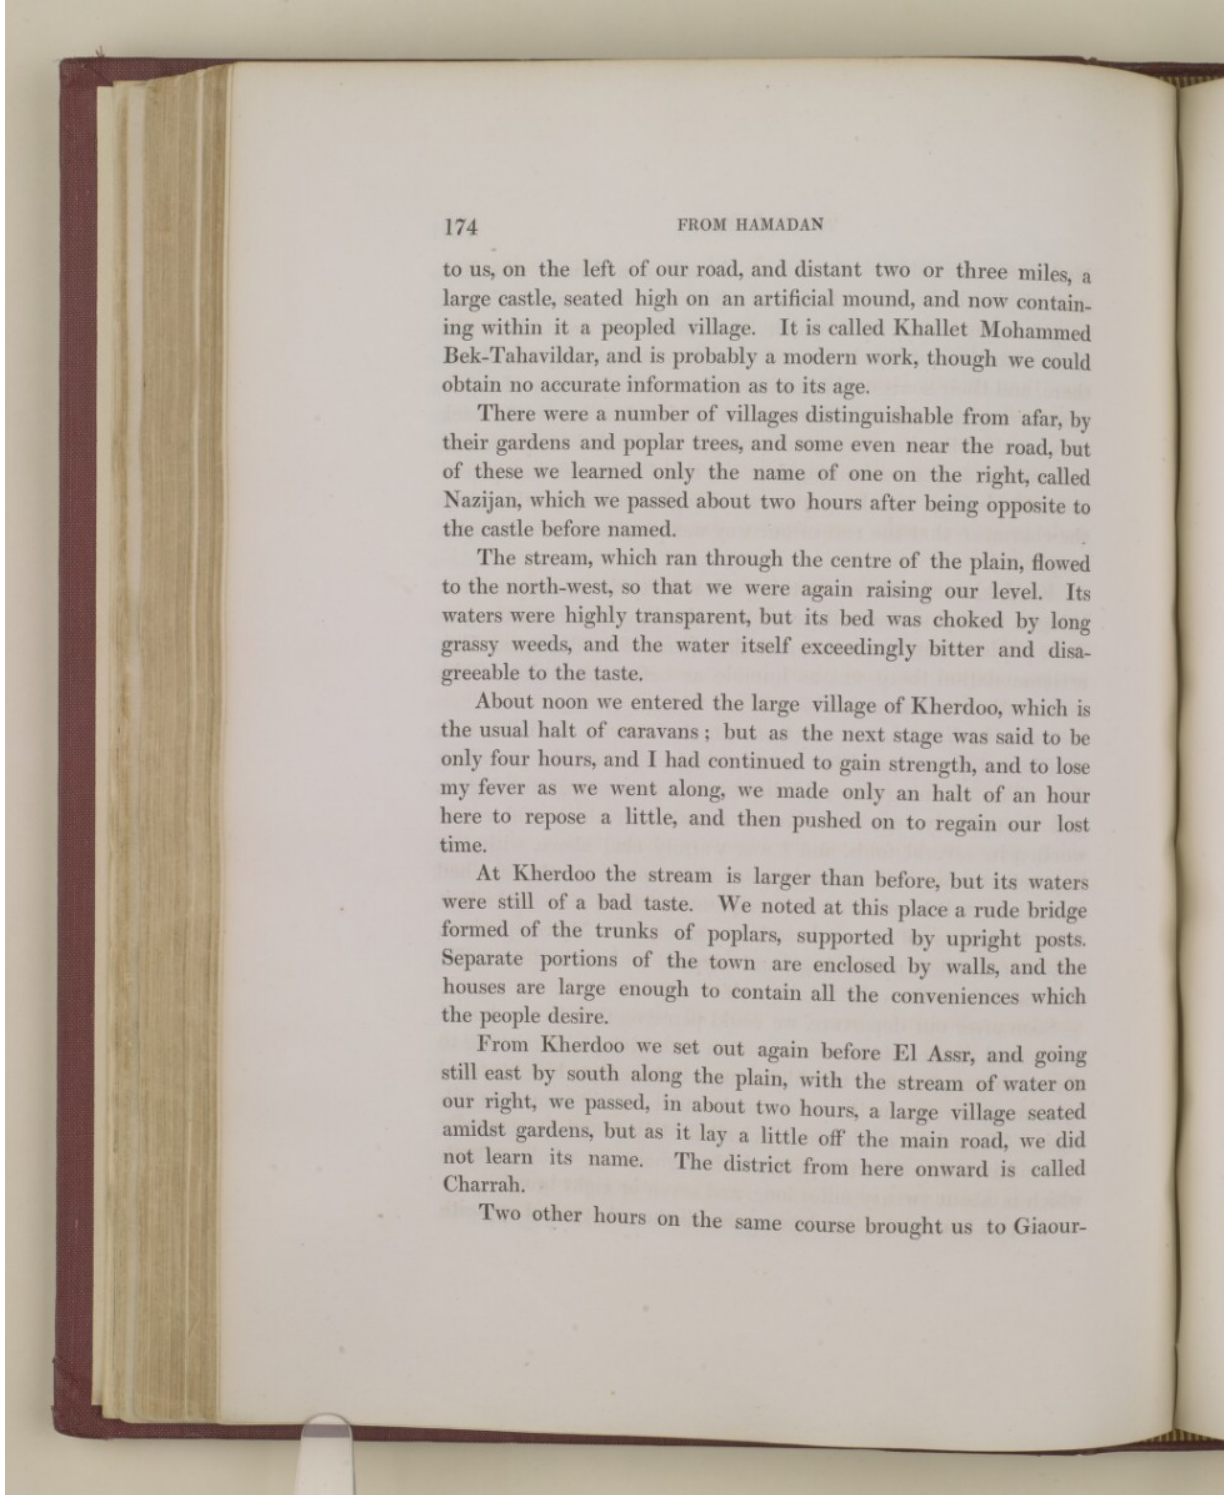 174 FROM HAMADAN
to us, on the left of our road, and distant two or three miles, a
large castle, seated high on an artificial mound, and now contain-
ing within it a peopled village. It is called Khallet Mohammed
Bek-Tahavildar, and is probably a modern work, though we could
obtain no accurate information as to its age.
There were a number of villages distinguishable from afar, by
their gardens and poplar trees, and some even near the road, but
of these we learned only the name of one on the right, called
Nazijan, which we passed about two hours after being opposite to
the castle before named.
The stream, which ran through the centre of the plain, flowed
to the north-west, so that we were again raising our level. Its
waters were highly transparent, but its bed was choked by long
grassy weeds, and the water itself exceedingly bitter and disa-
greeable to the taste.
About noon we entered the large village of Kherdoo, which is
the usual halt of caravans; but as the next stage was said to be
only four hours, and I had continued to gain strength, and to lose
my fever as we went along, we made only an halt of an hour
here to repose a little, and then pushed on to regain our lost
time.
At Kherdoo the stream is larger than before, but its waters
were still of a bad taste. We noted at this place a rude bridge
formed of the trunks of poplars, supported by upright posts.
Separate portions of the town are enclosed by walls, and the
houses are large enough to contain all the conveniences which
the people desire.
From Kherdoo we set out again before El Assr, and going
still east by south along the plain, with the stream of water on
our right, we passed, in about two hours, a large village seated
amidst gardens, but as it lay a little off the main road, we did
not learn its name. The district from here onward is called
Charrah.
Two other hours on the same course brought us to Giaour-